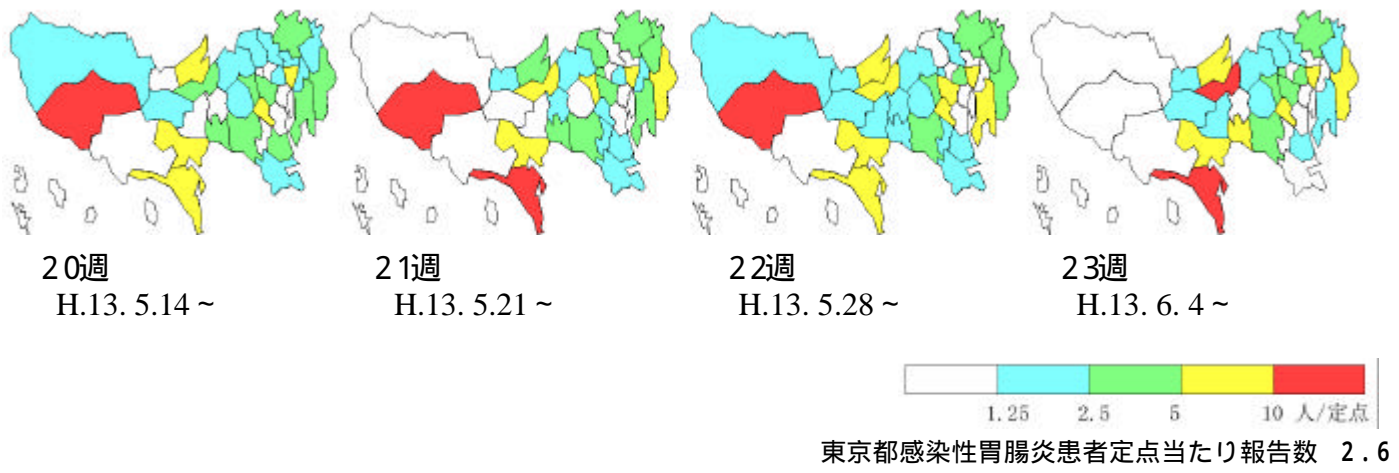 20週 21週 22週 23週
H.13. 5.14 ~ H.13. 5.21 ~ H.13. 5.28 ~ H.13. 6. 4 ~
1.25 2.5 5 10 人/定点
東京都感染性胃腸炎患者定点当たり報告数 2.6